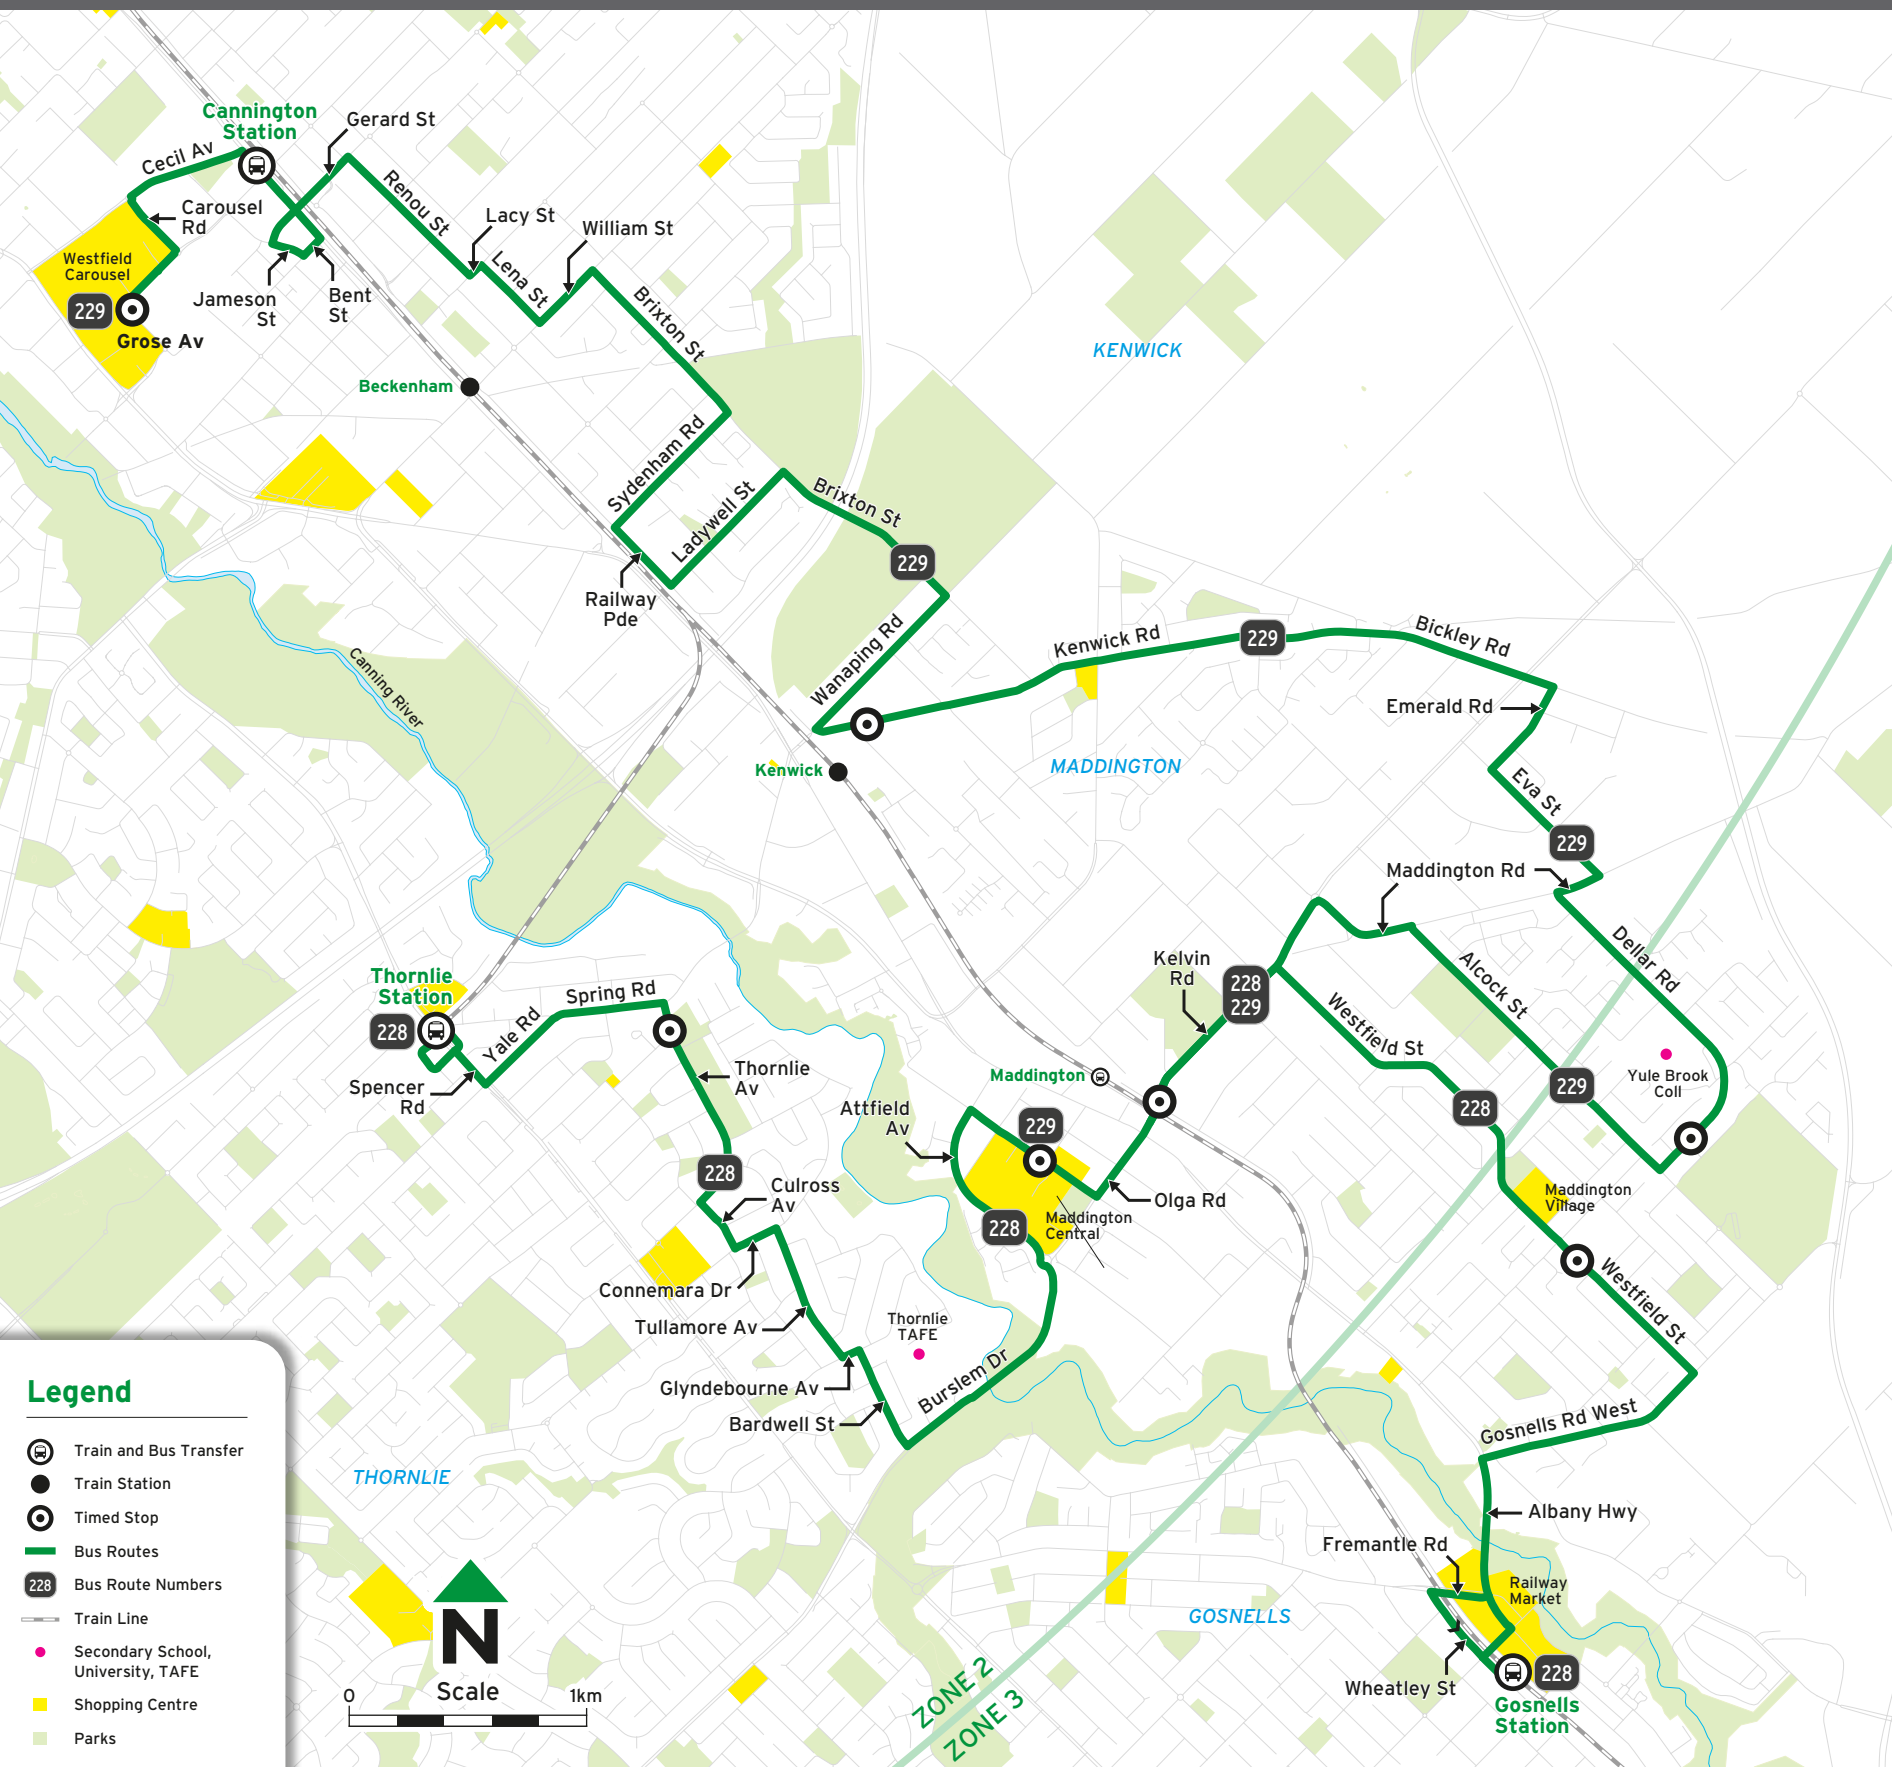 Cannington
Station
Gerard St
Cecil Av
Renou St
Carousel
Rd
Lacy St
William St
Westfield
Carousel
Lena St
229
Grose Av
Jameson
St
Bent
St
Brixton St
KENWICK
Beckenham
Sydenham Rd
Ladywell St
Brixton St
229
Railway
Pde
Wanaping Rd
Kenwick Rd
229
Bickley Rd
Canning River
Emerald Rd
Kenwick
MADDINGTON
Eva St
229
Maddington Rd
Dellar Rd
Kelvin
Rd
228
229
Alcock St
Thornlie
Station
228
Spring Rd
Yale Rd
Westfield St
Spencer
Rd
Thornlie
Av
Maddington
Yule Brook
Coll
229
228
Attfield
Av
229
228
Culross
Av
Olga Rd
Maddington
Village
Maddington
Central
228
Connemara Dr
Tullamore Av
Thornlie
TAFE
Westfield St
Glyndebourne Av
Bardwell St
Burslem Dr
Gosnells Rd West
THORNLIE
Albany Hwy
Fremantle Rd
Railway
Market
GOSNELLS
Wheatley St
228
Gosnells
Station
ZONE 2
ZONE 3
Legend
Train and Bus Transfer
Train Station
Timed Stop
Bus Routes
228
Bus Route Numbers
Train Line
Secondary School,
University, TAFE
Shopping Centre
Parks
N
Scale
0
1km